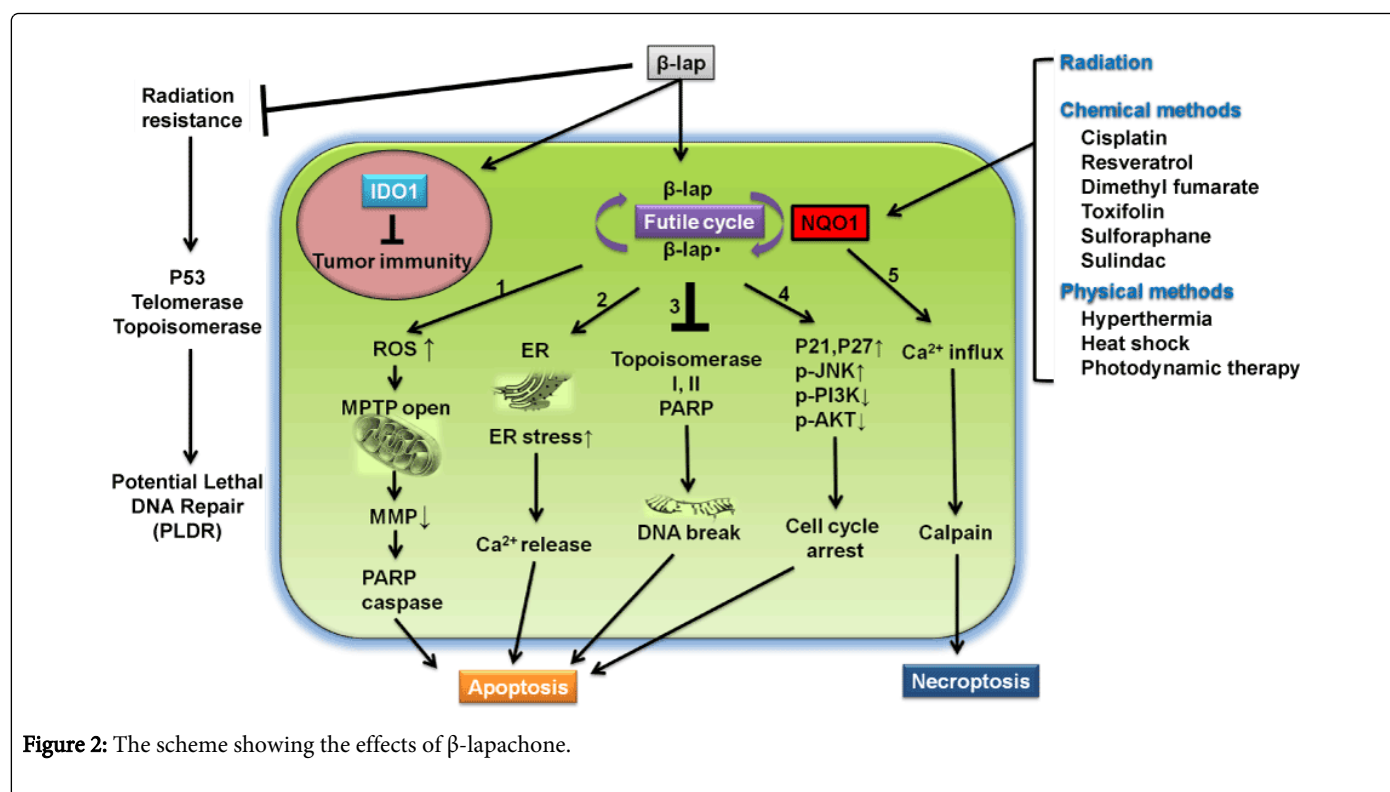 β-lap
Radiation
resistance
P53
Telomerase
Topoisomerase
Potential Lethal
DNA Repair
(PLDR)
IDO1
Tumor immunity
β-lap
Futile cycle
β-lap·
NQO1
1
2
3
4
5
ROS ↑
MPTP open
MMP↓
PARP
caspase
ER
ER stress↑
Ca²⁺ release
Topoisomerase
I, II
PARP
DNA break
P21,P27↑
p-JNK↑
p-PI3K↓
p-AKT↓
Cell cycle
arrest
Ca²⁺ influx
Calpain
Apoptosis
Necroptosis
Radiation
Chemical methods
Cisplatin
Resveratrol
Dimethyl fumarate
Toxifolin
Sulforaphane
Sulindac
Physical methods
Hyperthermia
Heat shock
Photodynamic therapy
Figure 2: The scheme showing the effects of β-lapachone.